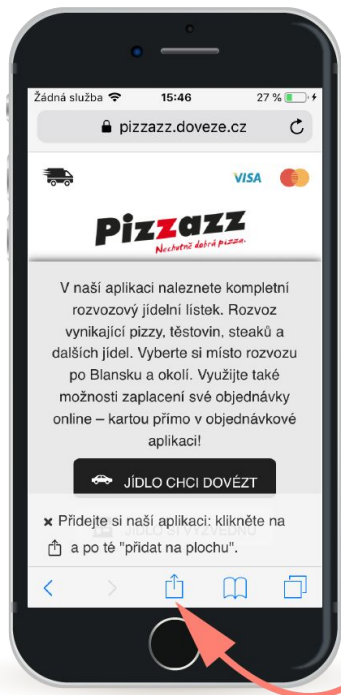 Žádná služba 15:46 27 %
pizzazz.doveze.cz
VISA
Pizzazz
Nechutně dobrá pizza.
V naší aplikaci naleznete kompletní
rozvozový jídelní lístek. Rozvoz
vynikající pizzy, těstovin, steaků a
dalších jídel. Vyberte si místo rozvozu
po Blansku a okolí. Využijte také
možnosti zaplacení své objednávky
online – kartou přímo v objednávkové
aplikaci!
JÍDLO CHCI DOVÉZT
JÍDLO SI VYZVEDNU
× Přidejte si naší aplikaci: klikněte na
a po té "přidat na plochu".